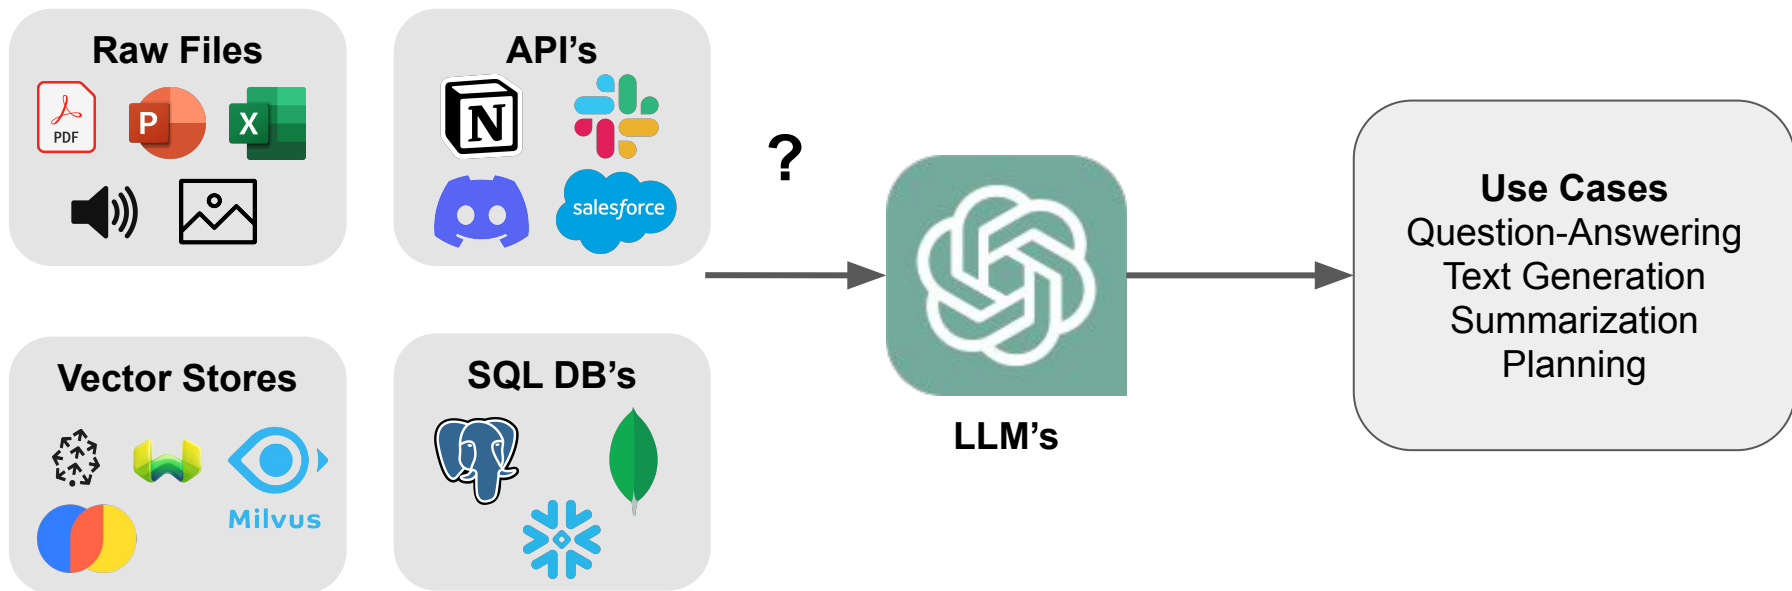 Raw Files
PDF
P
X
API's
N
salesforce
Vector Stores
Milvus
SQL DB's
?
LLM's
Use Cases
Question-Answering
Text Generation
Summarization
Planning